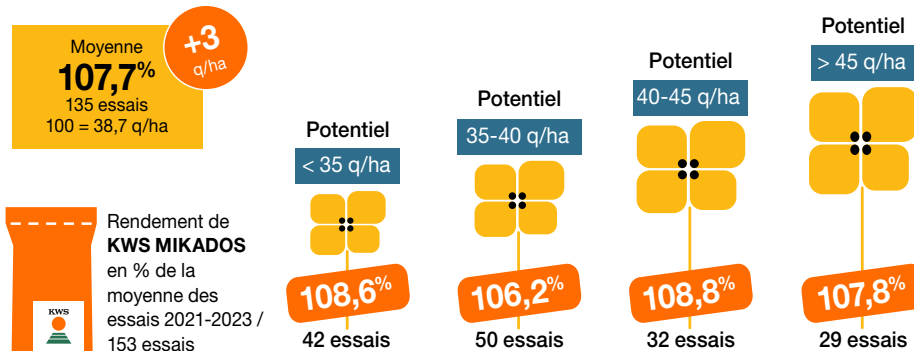 Moyenne
107,7%
135 essais
100 = 38,7 q/ha
+3
q/ha
Rendement de
KWS MIKADOS
en % de la
moyenne des
essais 2021-2023 /
153 essais
KWS
Potentiel
< 35 q/ha
108,6%
42 essais
Potentiel
35-40 q/ha
106,2%
50 essais
Potentiel
40-45 q/ha
108,8%
32 essais
Potentiel
> 45 q/ha
107,8%
29 essais